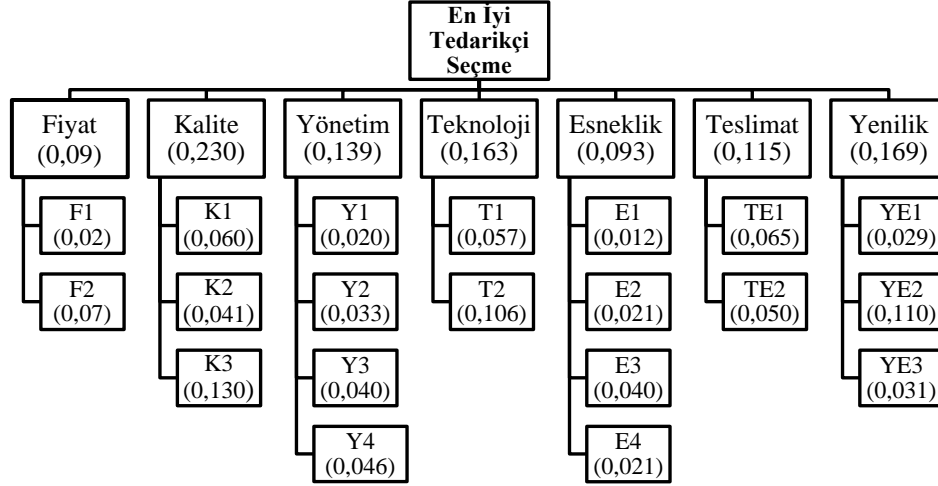 En İyi
Tedarikçi
Seçme
Fiyat
(0,09)
Kalite
(0,230)
Yönetim
(0,139)
Teknoloji
(0,163)
Esneklik
(0,093)
Teslimat
(0,115)
Yenilik
(0,169)
F1
(0,02)
K1
(0,060)
Y1
(0,020)
T1
(0,057)
E1
(0,012)
TE1
(0,065)
YE1
(0,029)
F2
(0,07)
K2
(0,041)
Y2
(0,033)
T2
(0,106)
E2
(0,021)
TE2
(0,050)
YE2
(0,110)
K3
(0,130)
Y3
(0,040)
E3
(0,040)
YE3
(0,031)
Y4
(0,046)
E4
(0,021)